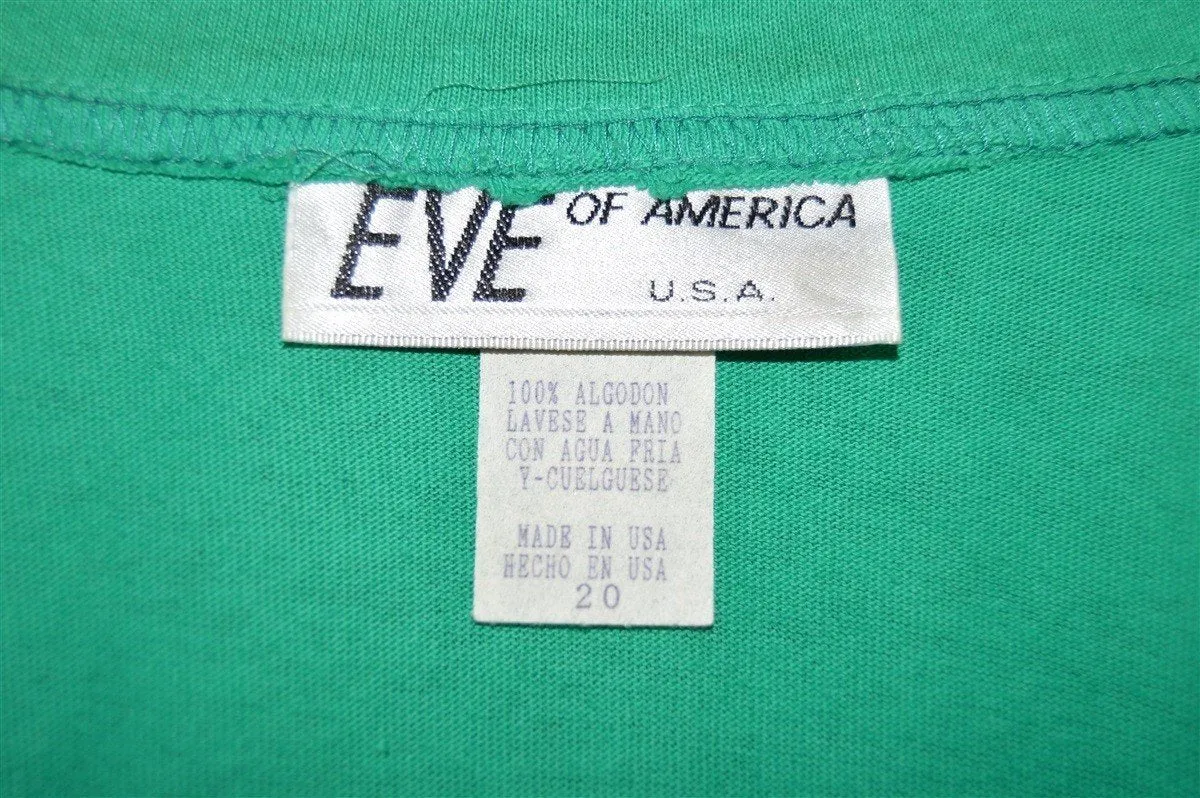 EVE OF AMERICA
U.S.A.
100% ALGODON
LAVESE A MANO
CON AGUA FRIA
Y-CUELGUESE
MADE IN USA
HECHO EN USA
20